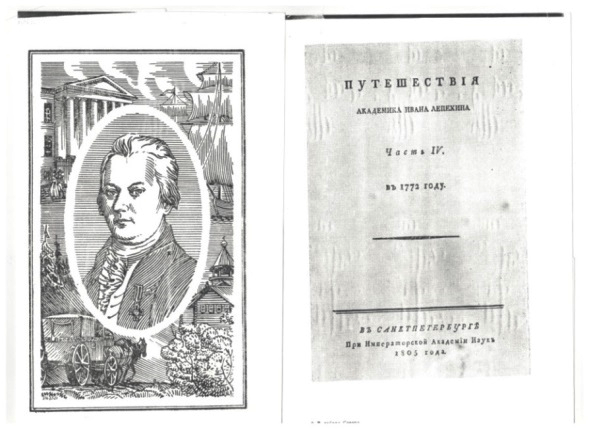 ПУТЕШЕСТВІЯ
АКАДЕМИКА ИВАНА ЛЕПЕХИНА
Часть IV,
въ 1772 году.
ВЪ САНКТПЕТЕРБУРГѢ
При Императорской Академіи Наукъ
1805 года.